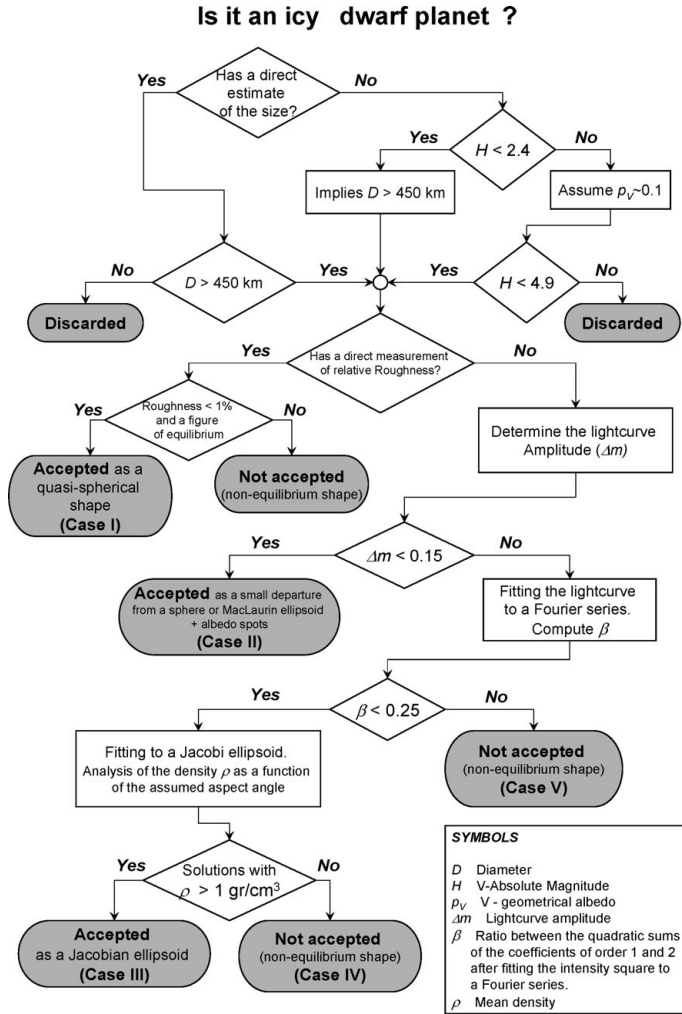 Is it an icy dwarf planet ?
Has a direct
estimate
of the size?
Yes
No
H < 2.4
Yes
No
Implies D > 450 km
Assume pV~0.1
D > 450 km
No
Yes
H < 4.9
Yes
No
Discarded
Discarded
Has a direct measurement
of relative Roughness?
Yes
No
Roughness < 1%
and a figure
of equilibrium
Yes
No
Accepted as a
quasi-spherical
shape
(Case I)
Not accepted
(non-equilibrium shape)
Determine the lightcurve
Amplitude (Δm)
Δm < 0.15
Yes
No
Accepted as a small departure
from a sphere or MacLaurin ellipsoid
+ albedo spots
(Case II)
Fitting the lightcurve
to a Fourier series.
Compute β
β < 0.25
Yes
No
Fitting to a Jacobi ellipsoid.
Analysis of the density ρ as a function
of the assumed aspect angle
Not accepted
(non-equilibrium shape)
(Case V)
Solutions with
ρ > 1 gr/cm³
Yes
No
Accepted
as a Jacobian ellipsoid
(Case III)
Not accepted
(non-equilibrium shape)
(Case IV)
SYMBOLS
D Diameter
H V-Absolute Magnitude
pV V - geometrical albedo
Δm Lightcurve amplitude
β Ratio between the quadratic sums
of the coefficients of order 1 and 2
after fitting the intensity square to
a Fourier series.
ρ Mean density